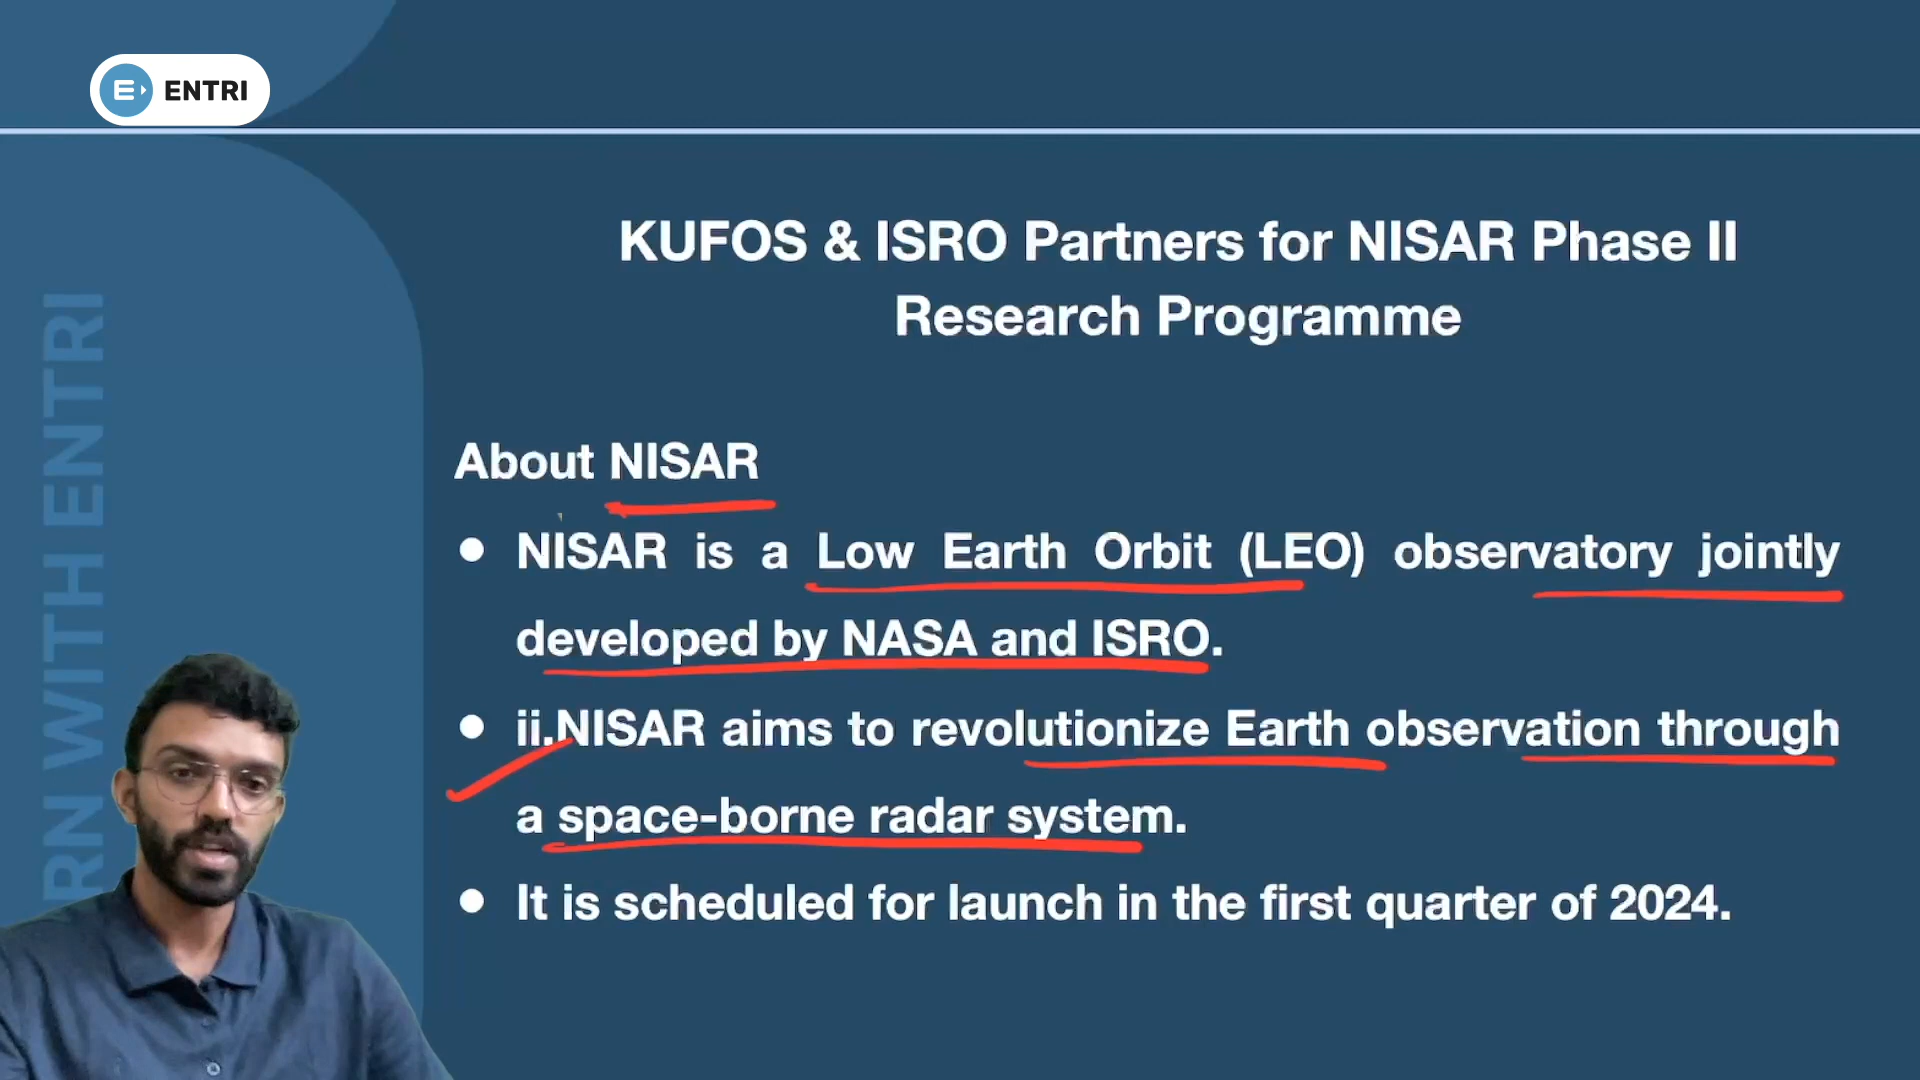 ENTRI
KUFOS & ISRO Partners for NISAR Phase II
Research Programme
About NISAR
● NISAR is a Low Earth Orbit (LEO) observatory jointly
developed by NASA and ISRO.
● ii.NISAR aims to revolutionize Earth observation through
a space-borne radar system.
● It is scheduled for launch in the first quarter of 2024.
RN WITH ENTRI